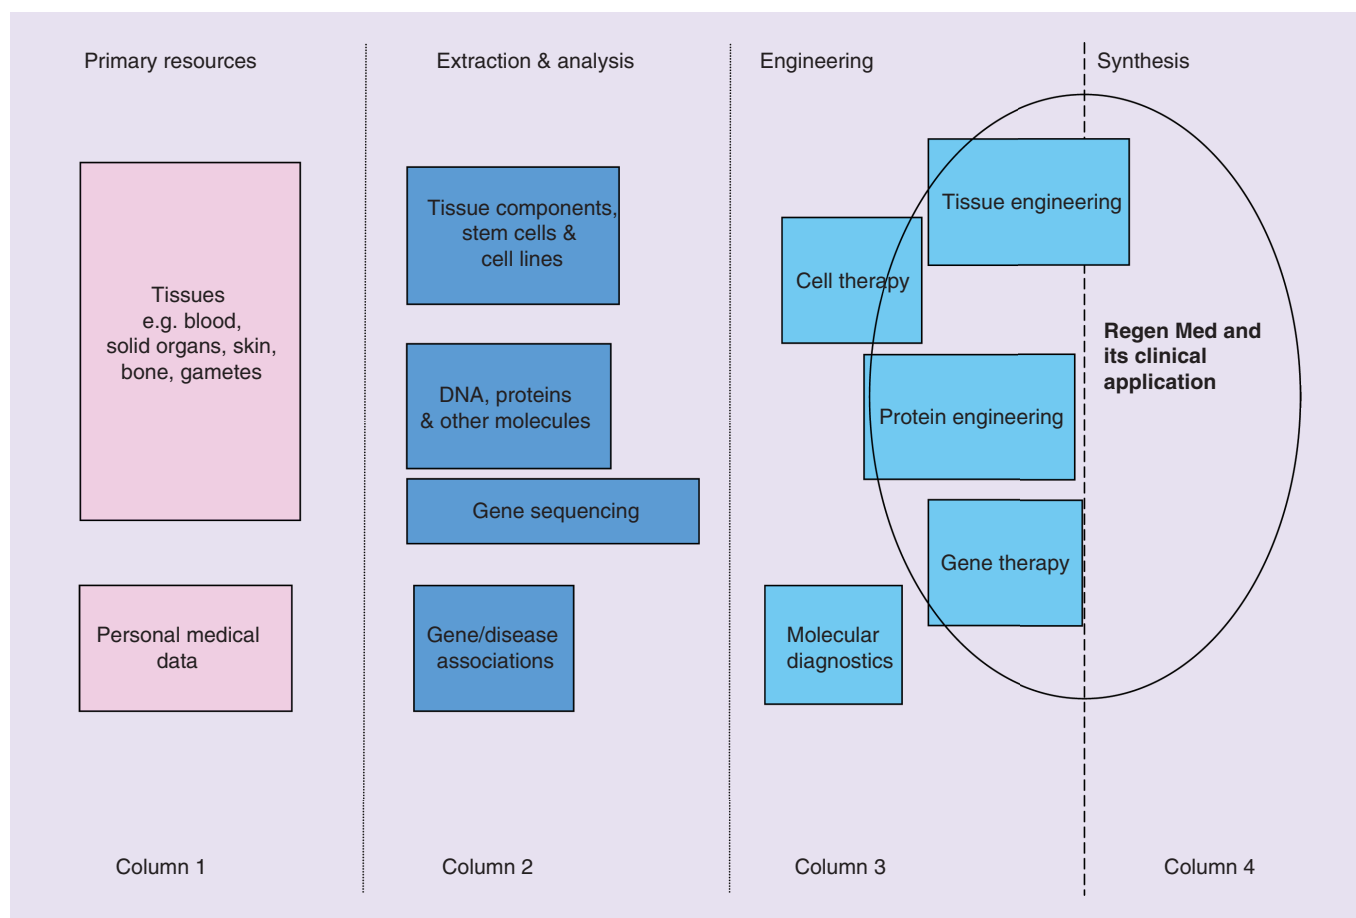 Primary resources
Extraction & analysis
Engineering
Synthesis
Tissues
e.g. blood,
solid organs, skin,
bone, gametes
Personal medical
data
Tissue components,
stem cells &
cell lines
DNA, proteins
& other molecules
Gene sequencing
Gene/disease
associations
Tissue engineering
Cell therapy
Protein engineering
Gene therapy
Molecular
diagnostics
Regen Med and
its clinical
application
Column 1
Column 2
Column 3
Column 4